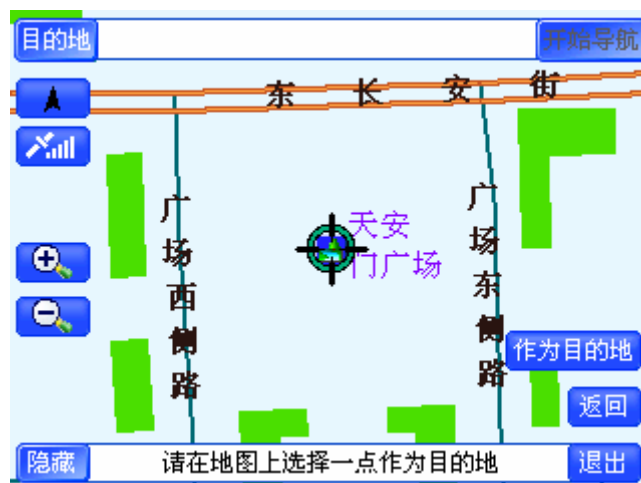 目的地
开始导航
东长安街
广场西侧路
天安
门广场
广场东侧路
作为目的地
返回
隐藏
请在地图上选择一点作为目的地
退出